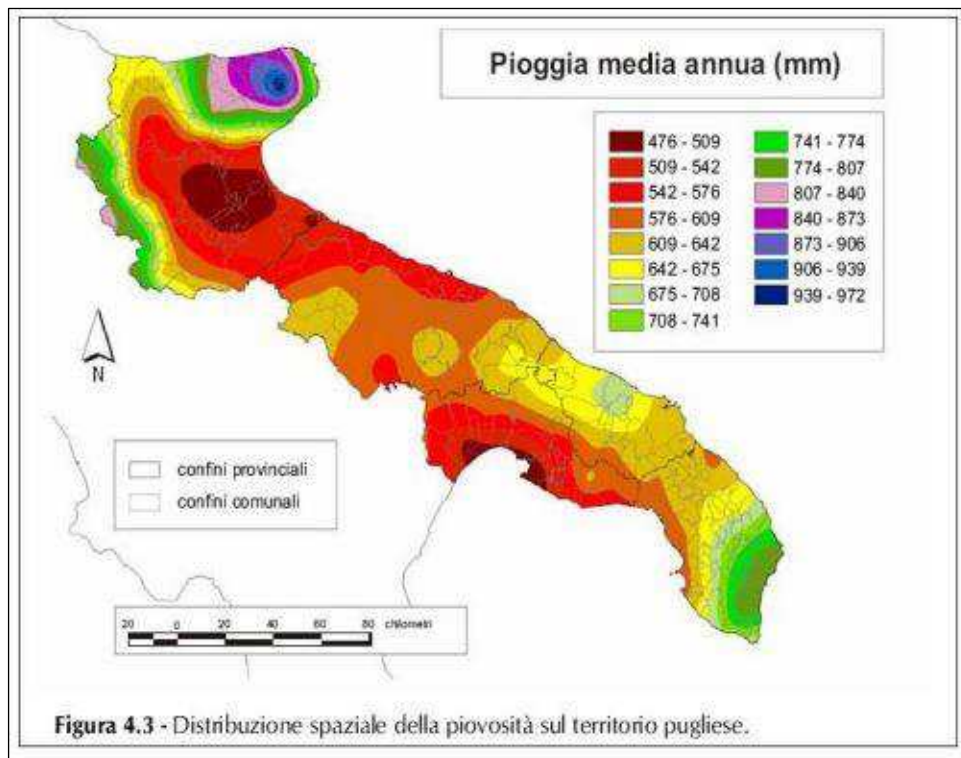 Pioggia media annua (mm)
476 - 509
509 - 542
542 - 576
576 - 609
609 - 642
642 - 675
675 - 708
708 - 741
741 - 774
774 - 807
807 - 840
840 - 873
873 - 906
906 - 939
939 - 972
N
confini provinciali
confini comunali
20 0 20 40 60 80 chilometri
Figura 4.3 - Distribuzione spaziale della piovosità sul territorio pugliese.